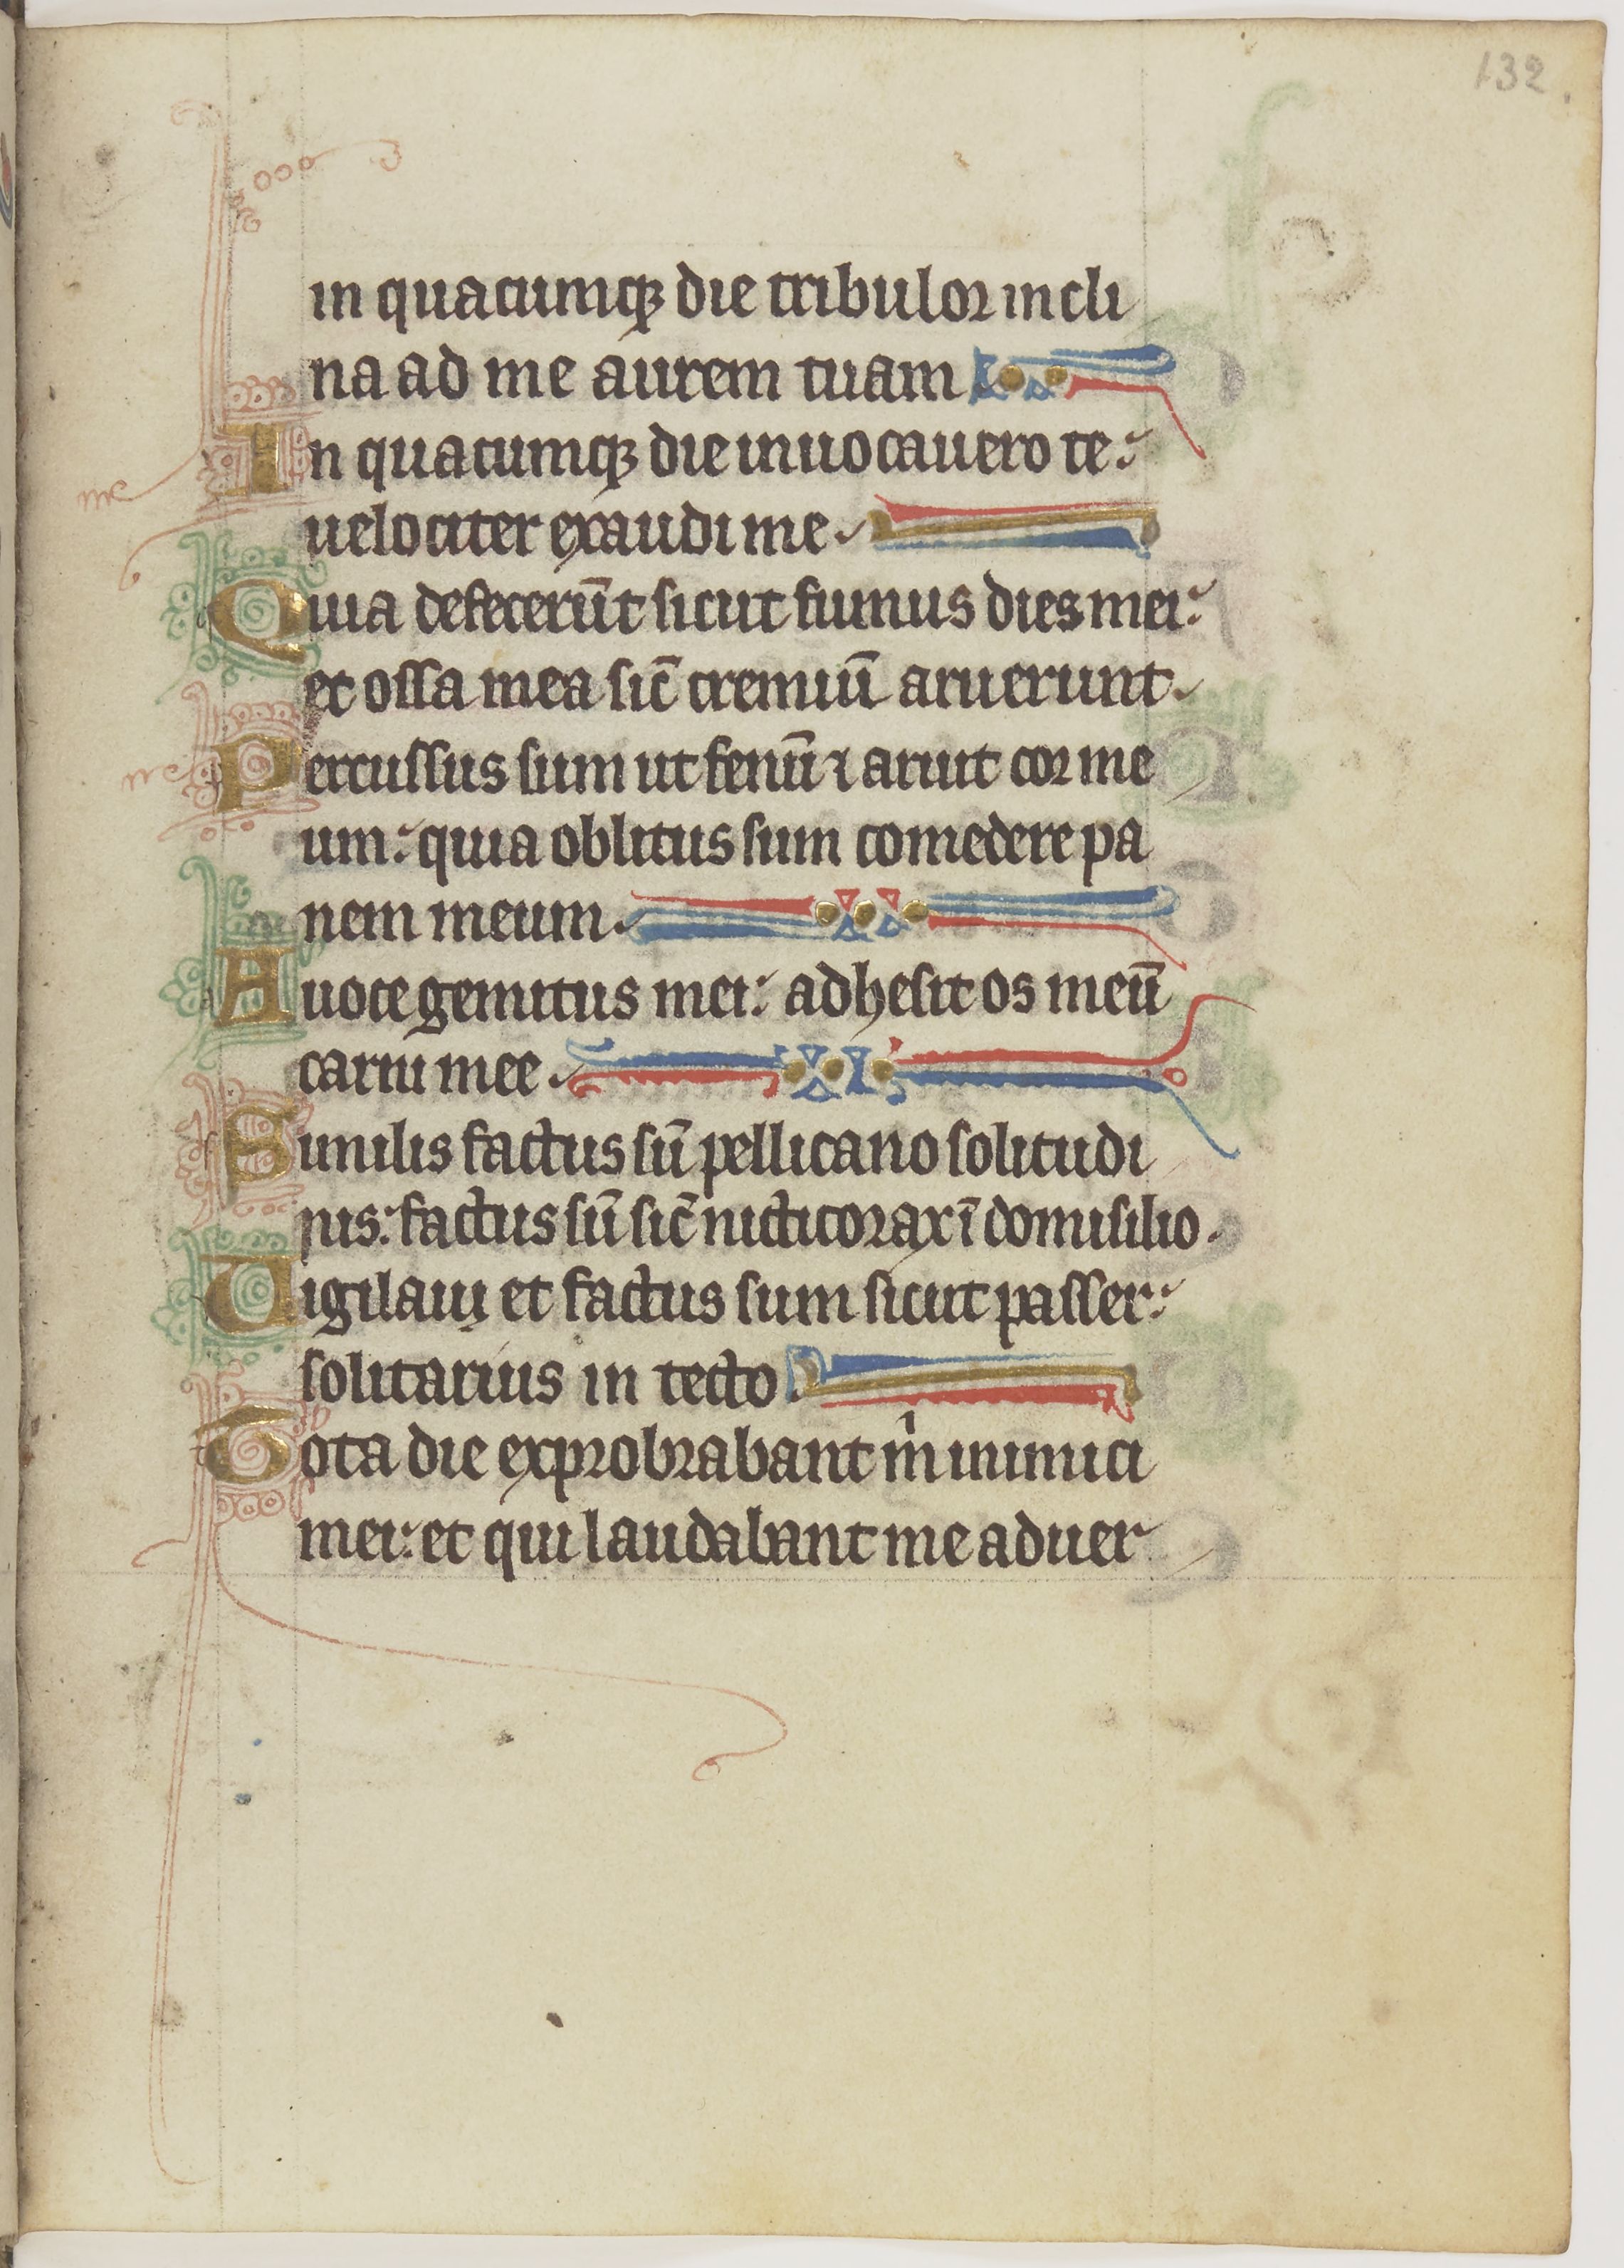 132
in quacumqꝫ die tribulor incli
na ad me aurem tuam
In quacumqꝫ die inuocauero te:
uelociter exaudi me.
Quia defecerūt sicut fumus dies mei:
et ossa mea sic̄ cremiū aruerunt.
Percussus sum ut fenū ⁊ aruit cor me
um: quia oblitus sum comedere pa
nem meum.
A uoce gemitus mei: adhesit os meū
carni mee.
Similis factus sū pellicano solitudi
nis: factus sū sic̄ nicticorax ī domisilio.
Uigilaui et factus sum sicut passer:
solitarius in tecto.
Tota die exprobrabant m̍ inimici
mei: et qui laudabant me aduer